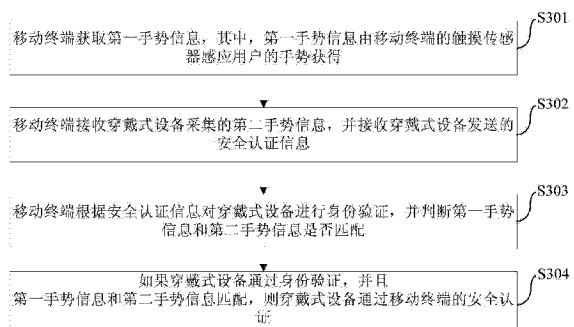 S301
移动终端获取第一手势信息，其中，第一手势信息由移动终端的触摸传感
器感应用户的手势获得
S302
移动终端接收穿戴式设备采集的第二手势信息，并接收穿戴式设备发送的
安全认证信息
S303
移动终端根据安全认证信息对穿戴式设备进行身份验证，并判断第一手势
信息和第二手势信息是否匹配
S304
如果穿戴式设备通过身份验证，并且
第一手势信息和第二手势信息匹配，则穿戴式设备通过移动终端的安全认
证